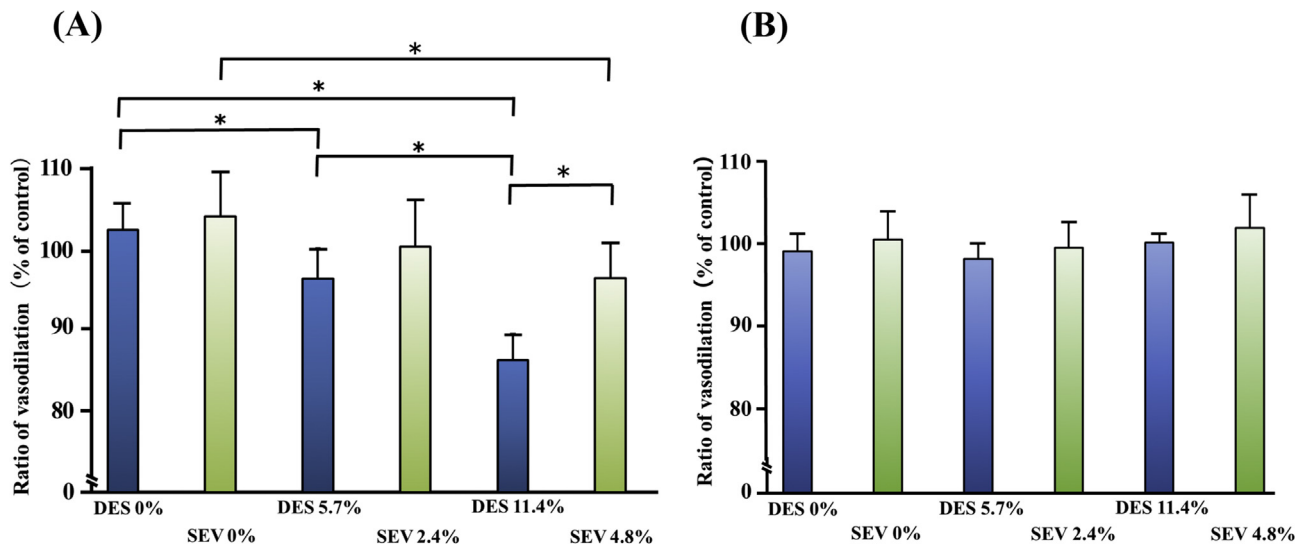 (A)
*
*
*
*
*
Ratio of vasodilation (% of control)
110
100
90
80
0
DES 0%
SEV 0%
DES 5.7%
SEV 2.4%
DES 11.4%
SEV 4.8%
(B)
Ratio of vasodilation (% of control)
110
100
90
80
0
DES 0%
SEV 0%
DES 5.7%
SEV 2.4%
DES 11.4%
SEV 4.8%